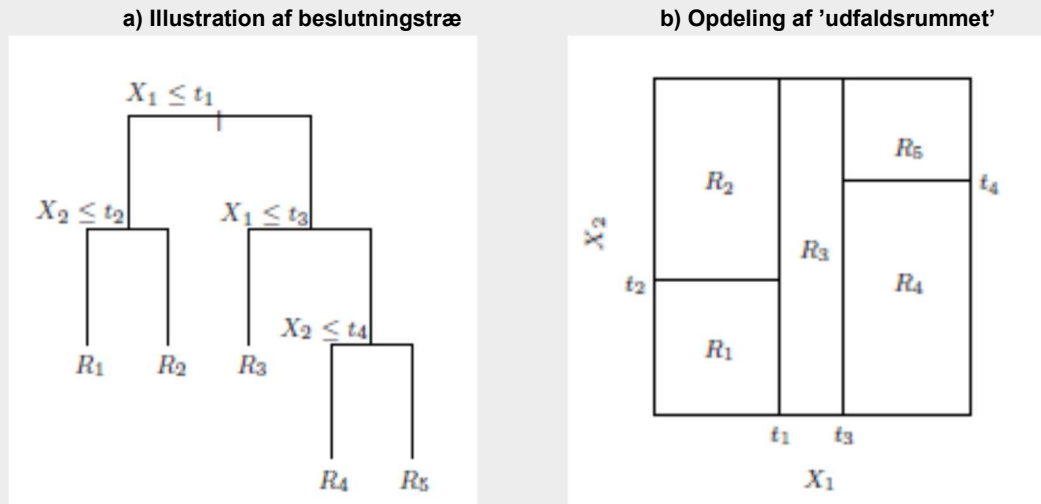 a) Illustration af beslutningstræ
X₁ ≤ t₁
X₂ ≤ t₂
X₁ ≤ t₃
X₂ ≤ t₄
R₁
R₂
R₃
R₄
R₅
b) Opdeling af ’udfaldsrummet’
R₅
R₂
t₄
X₂
R₃
t₂
R₄
R₁
t₁
t₃
X₁